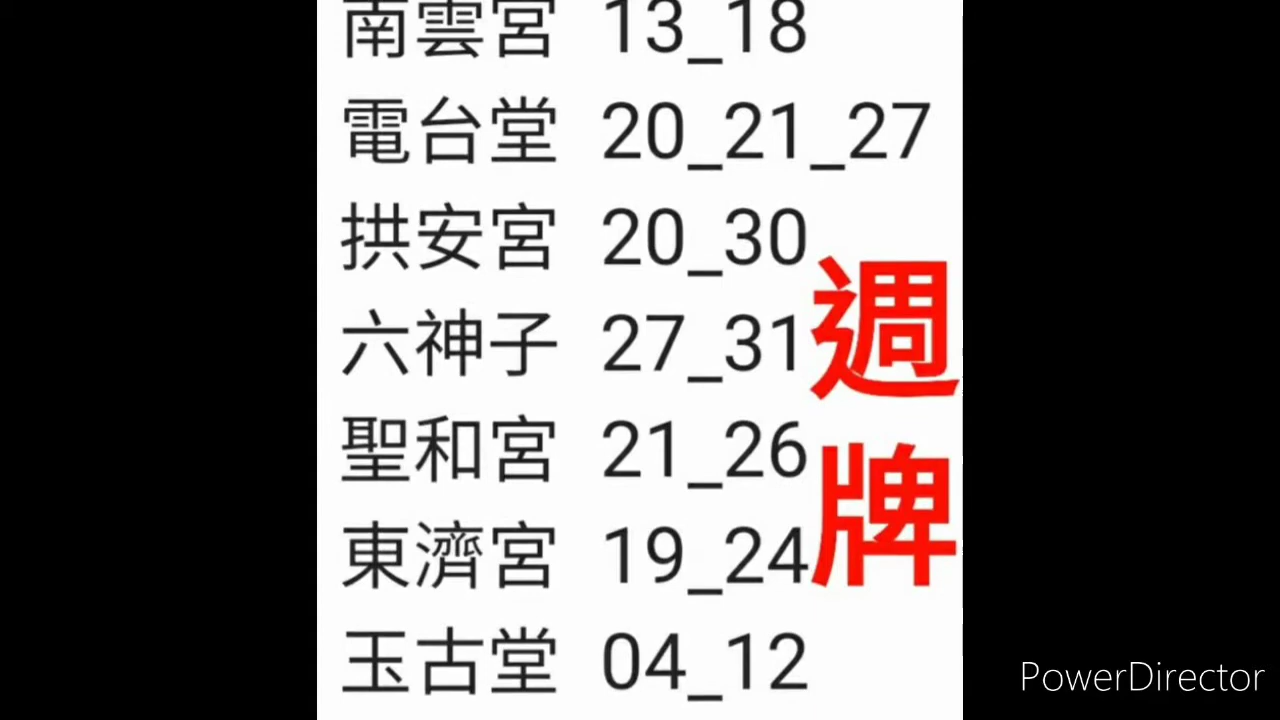 南雲宮 13_18
電台堂 20_21_27
拱安宮 20_30
六神子 27_31
聖和宮 21_26
東濟宮 19_24
玉古堂 04_12
週牌
PowerDirector